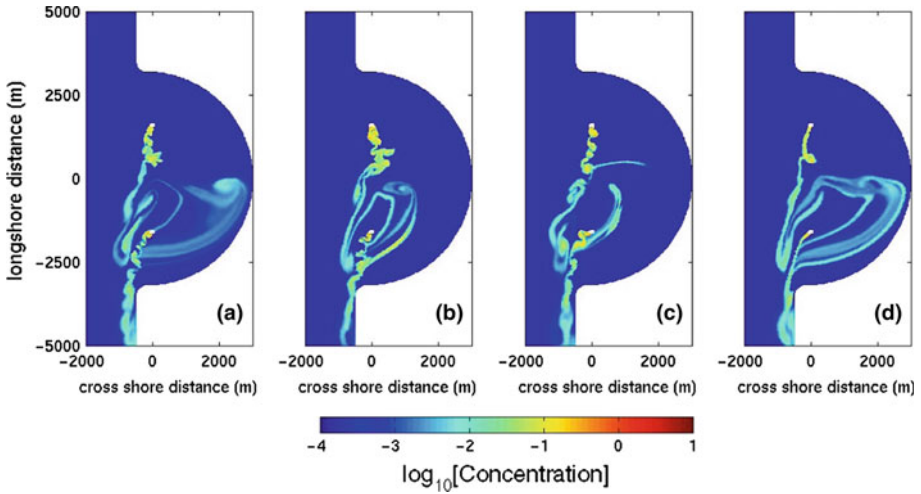 5000
2500
0
−2500
−5000
longshore distance (m)
(a)
(b)
(c)
(d)
−2000 0 2000
−2000 0 2000
−2000 0 2000
−2000 0 2000
cross shore distance (m)
cross shore distance (m)
cross shore distance (m)
cross shore distance (m)
−4 −3 −2 −1 0 1
log10[Concentration]